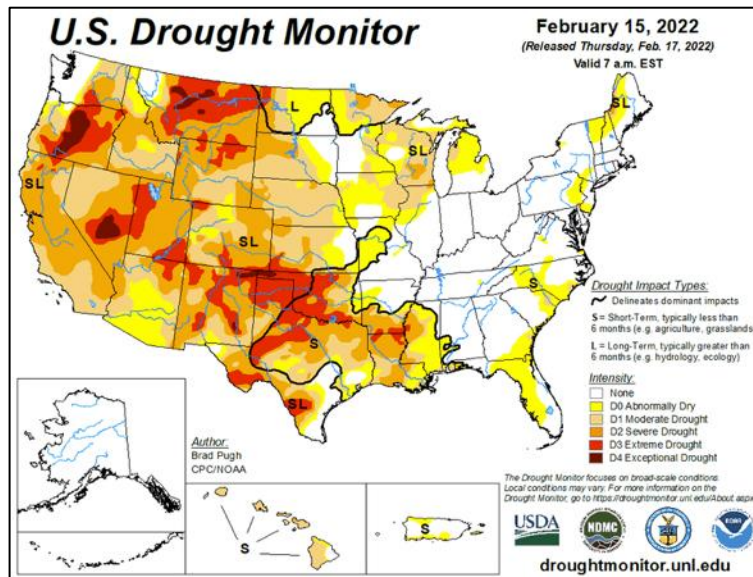 U.S. Drought Monitor
February 15, 2022
(Released Thursday, Feb. 17, 2022)
Valid 7 a.m. EST
L
SL
SL
SL
SL
S
S
SL
Drought Impact Types:
Delineates dominant impacts
S = Short-Term, typically less than
6 months (e.g. agriculture, grasslands
L = Long-Term, typically greater than
6 months (e.g. hydrology, ecology)
Intensity:
None
D0 Abnormally Dry
D1 Moderate Drought
D2 Severe Drought
D3 Extreme Drought
D4 Exceptional Drought
Author:
Brad Pugh
CPC/NOAA
S
S
The Drought Monitor focuses on broad-scale conditions.
Local conditions may vary. For more information on the
Drought Monitor, go to https://droughtmonitor.unl.edu/About.aspx
USDA
NDMC
NOAA
droughtmonitor.unl.edu